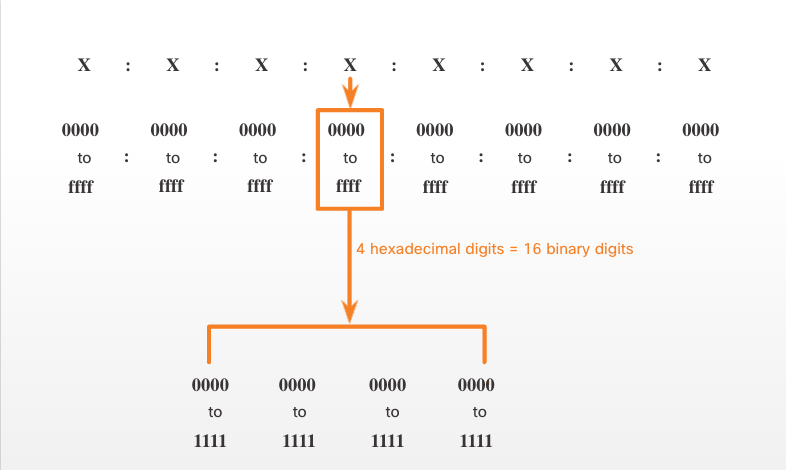 X : X : X : X : X : X : X : X
0000 0000 0000 0000 0000 0000 0000 0000
to : to : to : to : to : to : to : to
ffff ffff ffff ffff ffff ffff ffff ffff
4 hexadecimal digits = 16 binary digits
0000 0000 0000 0000
to to to to
1111 1111 1111 1111